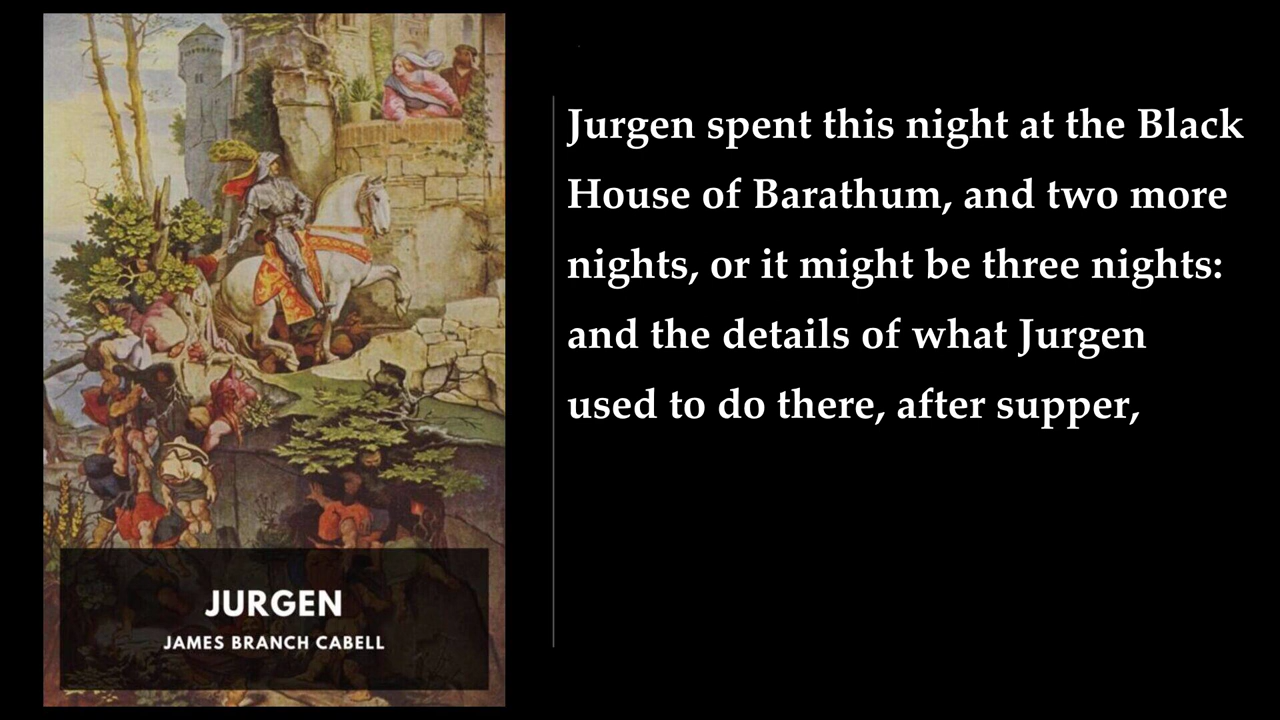 Jurgen spent this night at the Black
House of Barathum, and two more
nights, or it might be three nights:
and the details of what Jurgen
used to do there, after supper,
JURGEN
JAMES BRANCH CABELL